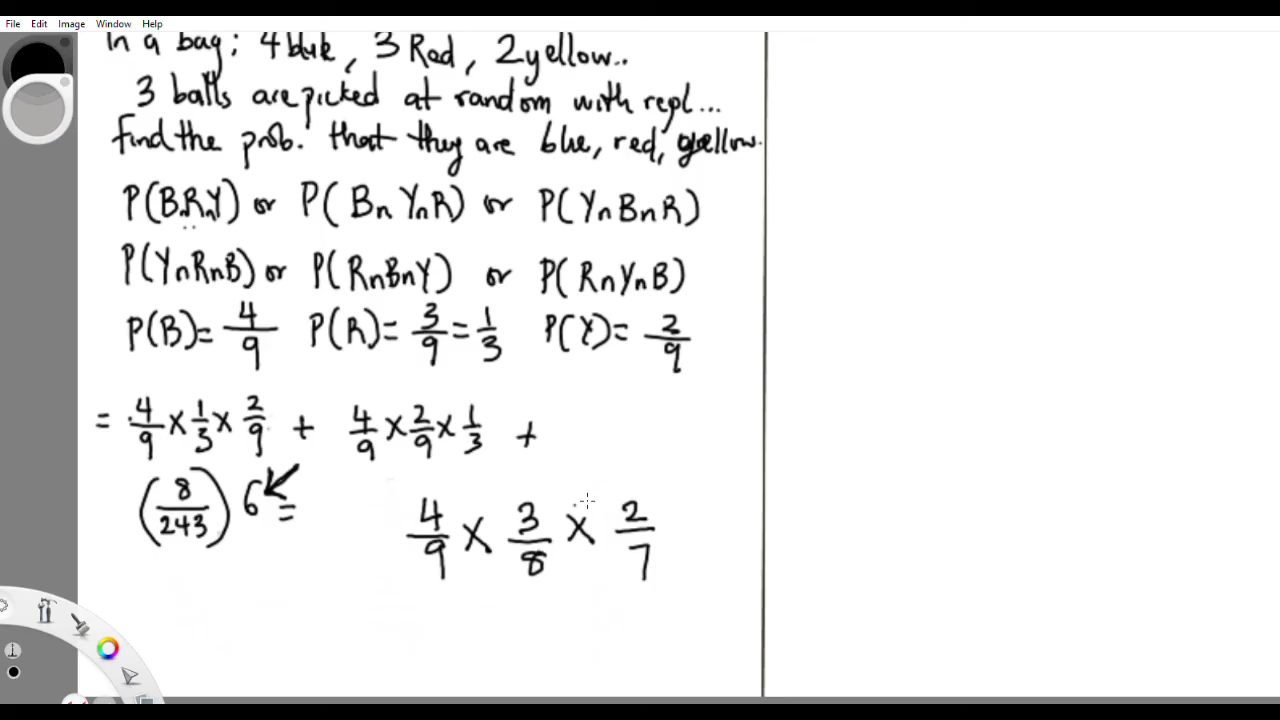 File Edit Image Window Help
In a bag; 4 blue, 3 Red, 2 yellow..
3 balls are picked at random with repl...
Find the prob. that they are blue, red, yellow.
P(B∩R∩Y) or P(B∩Y∩R) or P(Y∩B∩R)
P(Y∩R∩B) or P(R∩B∩Y) or P(R∩Y∩B)
P(B)= 4/9 P(R)= 3/9 = 1/3 P(Y)= 2/9
= 4/9 × 1/3 × 2/9 + 4/9 × 2/9 × 1/3 +
(8/243) 6 =
4/9 × 3/8 × 2/7